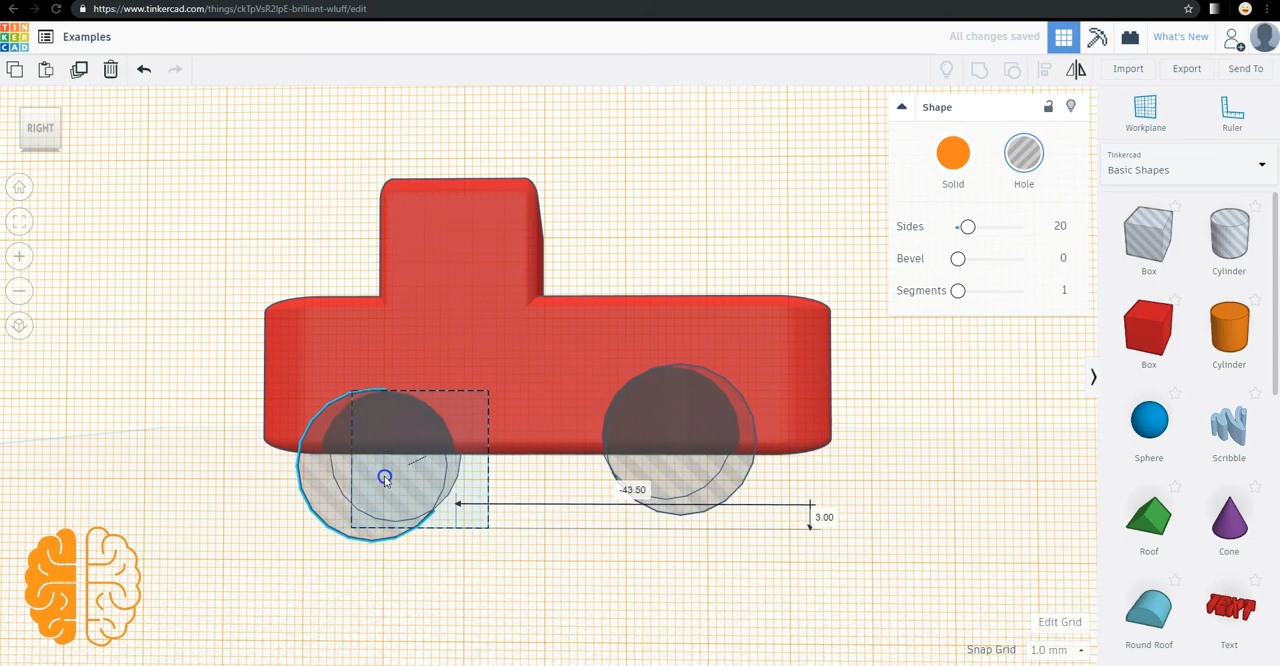 https://www.tinkercad.com/things/ckTpVsR2lpE-brilliant-wluff/edit
TIN
KER
CAD
Examples
All changes saved
What's New
Import
Export
Send To
RIGHT
Shape
Solid
Hole
Sides
20
Bevel
0
Segments
1
Workplane
Ruler
Tinkercad
Basic Shapes
Box
Cylinder
Box
Cylinder
Sphere
Scribble
Roof
Cone
TEXT
Round Roof
Text
-43.50
3.00
Edit Grid
Snap Grid
1.0 mm